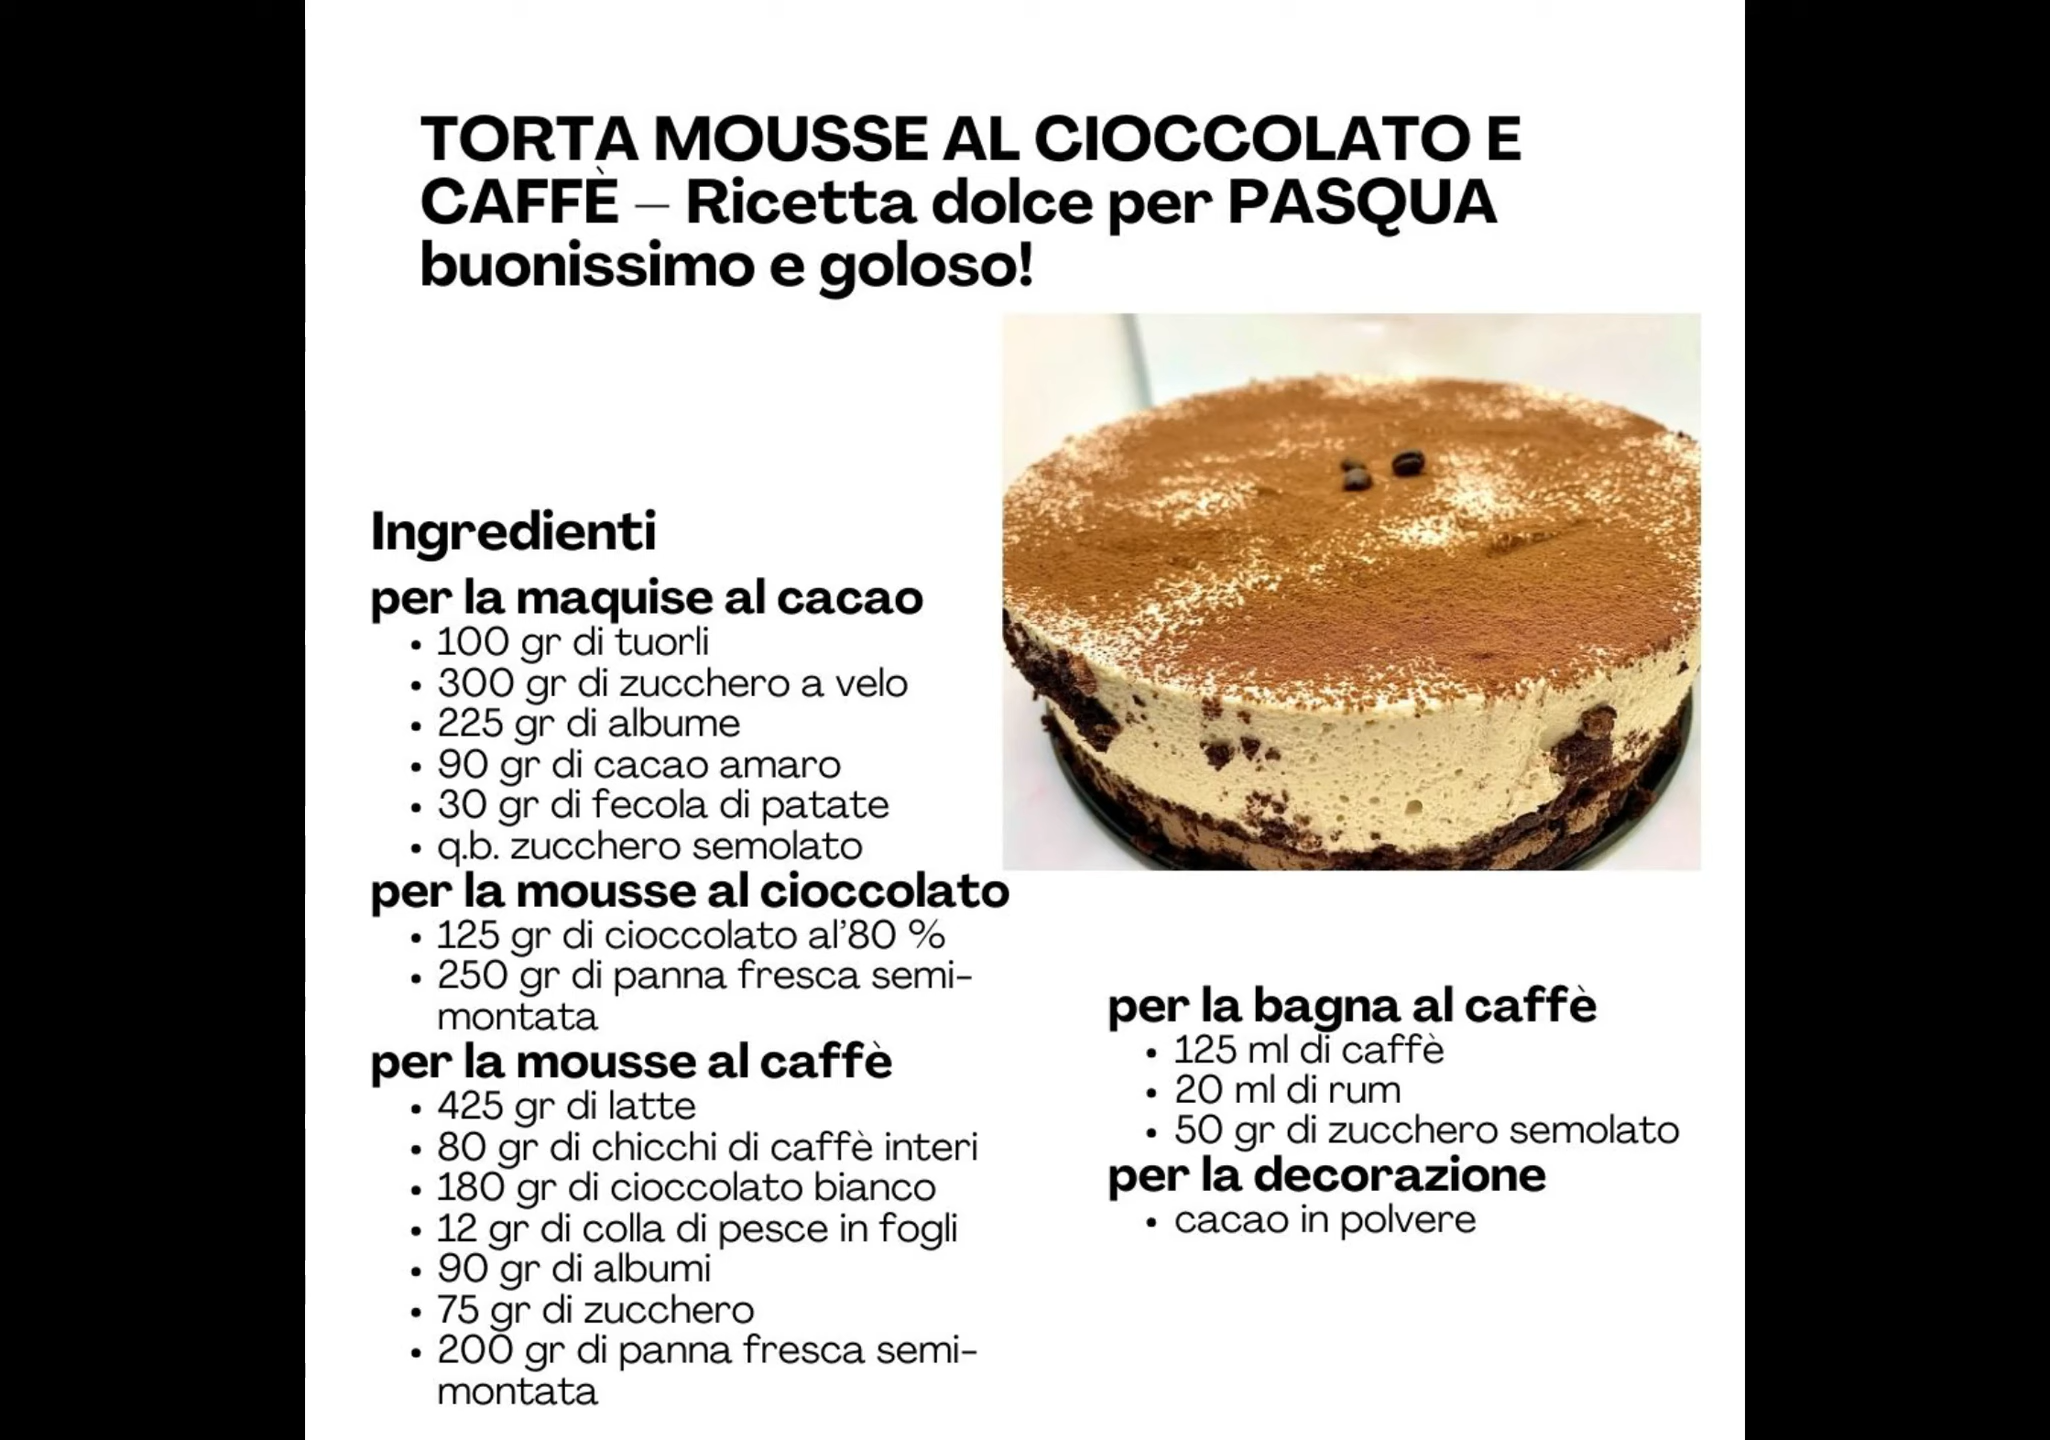 TORTA MOUSSE AL CIOCCOLATO E
CAFFÈ – Ricetta dolce per PASQUA
buonissimo e goloso!
Ingredienti
per la maquise al cacao
• 100 gr di tuorli
• 300 gr di zucchero a velo
• 225 gr di albume
• 90 gr di cacao amaro
• 30 gr di fecola di patate
• q.b. zucchero semolato
per la mousse al cioccolato
• 125 gr di cioccolato al’80 %
• 250 gr di panna fresca semi-
montata
per la mousse al caffè
• 425 gr di latte
• 80 gr di chicchi di caffè interi
• 180 gr di cioccolato bianco
• 12 gr di colla di pesce in fogli
• 90 gr di albumi
• 75 gr di zucchero
• 200 gr di panna fresca semi-
montata
per la bagna al caffè
• 125 ml di caffè
• 20 ml di rum
• 50 gr di zucchero semolato
per la decorazione
• cacao in polvere